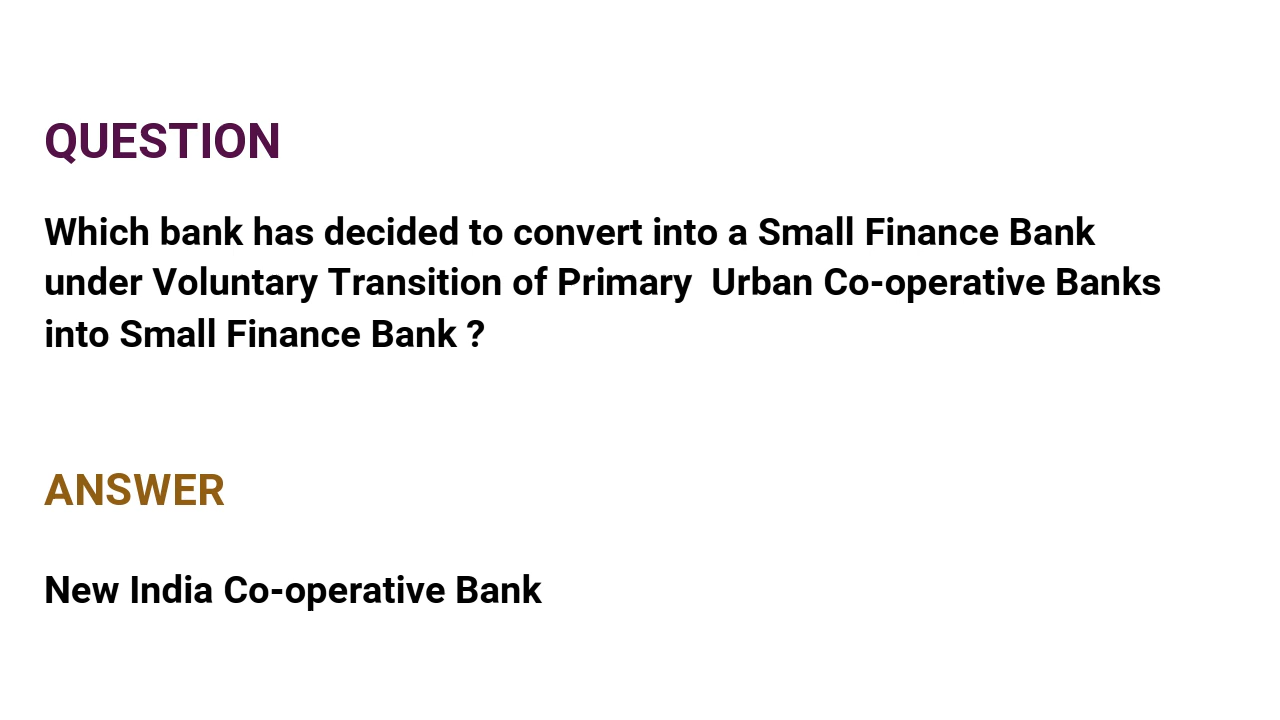 QUESTION
Which bank has decided to convert into a Small Finance Bank
under Voluntary Transition of Primary  Urban Co-operative Banks
into Small Finance Bank ?
ANSWER
New India Co-operative Bank